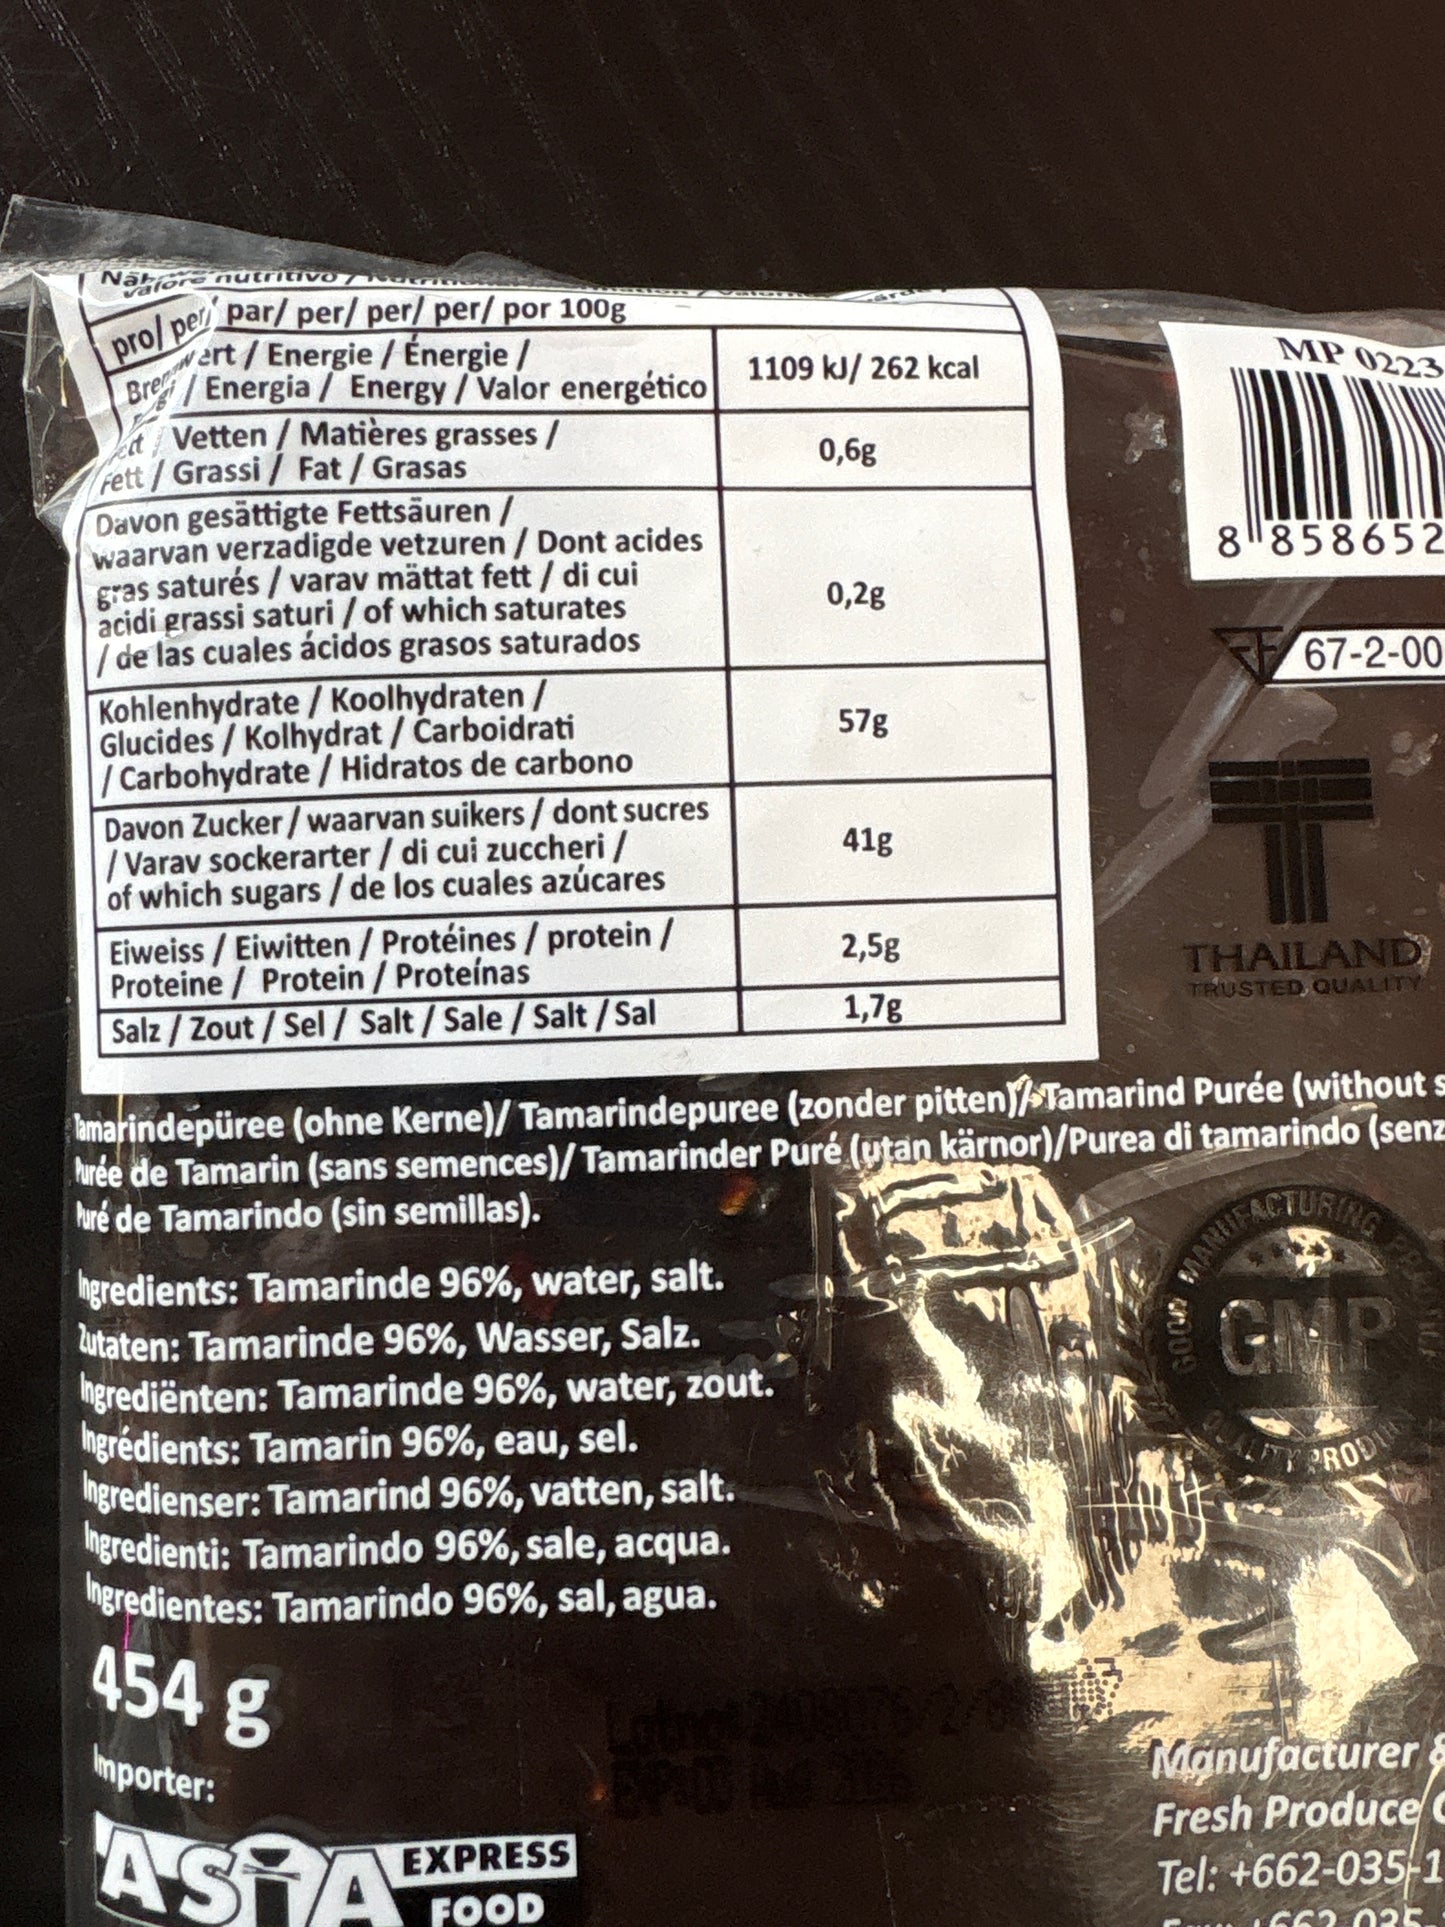 valore nutritivo /
pro/ per/ par/ per/ per/ per/ por 100g
/ Energie / Énergie /
/ Energia / Energy / Valor energético
1109 kJ/ 262 kcal
Vetten / Matières grasses /
Fett / Grassi / Fat / Grasas
0,6g
Davon gesättigte Fettsäuren /
waarvan verzadigde vetzuren / Dont acides
gras saturés / varav mättat fett / di cui
acidi grassi saturi / of which saturates
/ de las cuales ácidos grasos saturados
0,2g
Kohlenhydrate / Koolhydraten /
Glucides / Kolhydrat / Carboidrati
/ Carbohydrate / Hidratos de carbono
57g
Davon Zucker / waarvan suikers / dont sucres
/ Varav sockerarter / di cui zuccheri /
of which sugars / de los cuales azúcares
41g
Eiweiss / Eiwitten / Protéines / protein /
Proteine / Protein / Proteínas
2,5g
Salz / Zout / Sel / Salt / Sale / Salt / Sal
1,7g
MP 0223
8 858652
67-2-00
THAILAND
TRUSTED QUALITY
Tamarindepüree (ohne Kerne)/ Tamarindepuree (zonder pitten)/ Tamarind Purée (without
Purée de Tamarin (sans semences)/ Tamarinder Puré (utan kärnor)/Purea di tamarindo (senz
Puré de Tamarindo (sin semillas).
Ingredients: Tamarinde 96%, water, salt.
Zutaten: Tamarinde 96%, Wasser, Salz.
Ingrediënten: Tamarinde 96%, water, zout.
Ingrédients: Tamarin 96%, eau, sel.
Ingredienser: Tamarind 96%, vatten, salt.
Ingredienti: Tamarindo 96%, sale, acqua.
Ingredientes: Tamarindo 96%, sal, agua.
454 g
Importer:
ASIA EXPRESS
FOOD
GOOD MANUFACTURING PRACTICE
GMP
QUALITY PRODU
Manufacturer &
Fresh Produce
Tel: +662-035-1